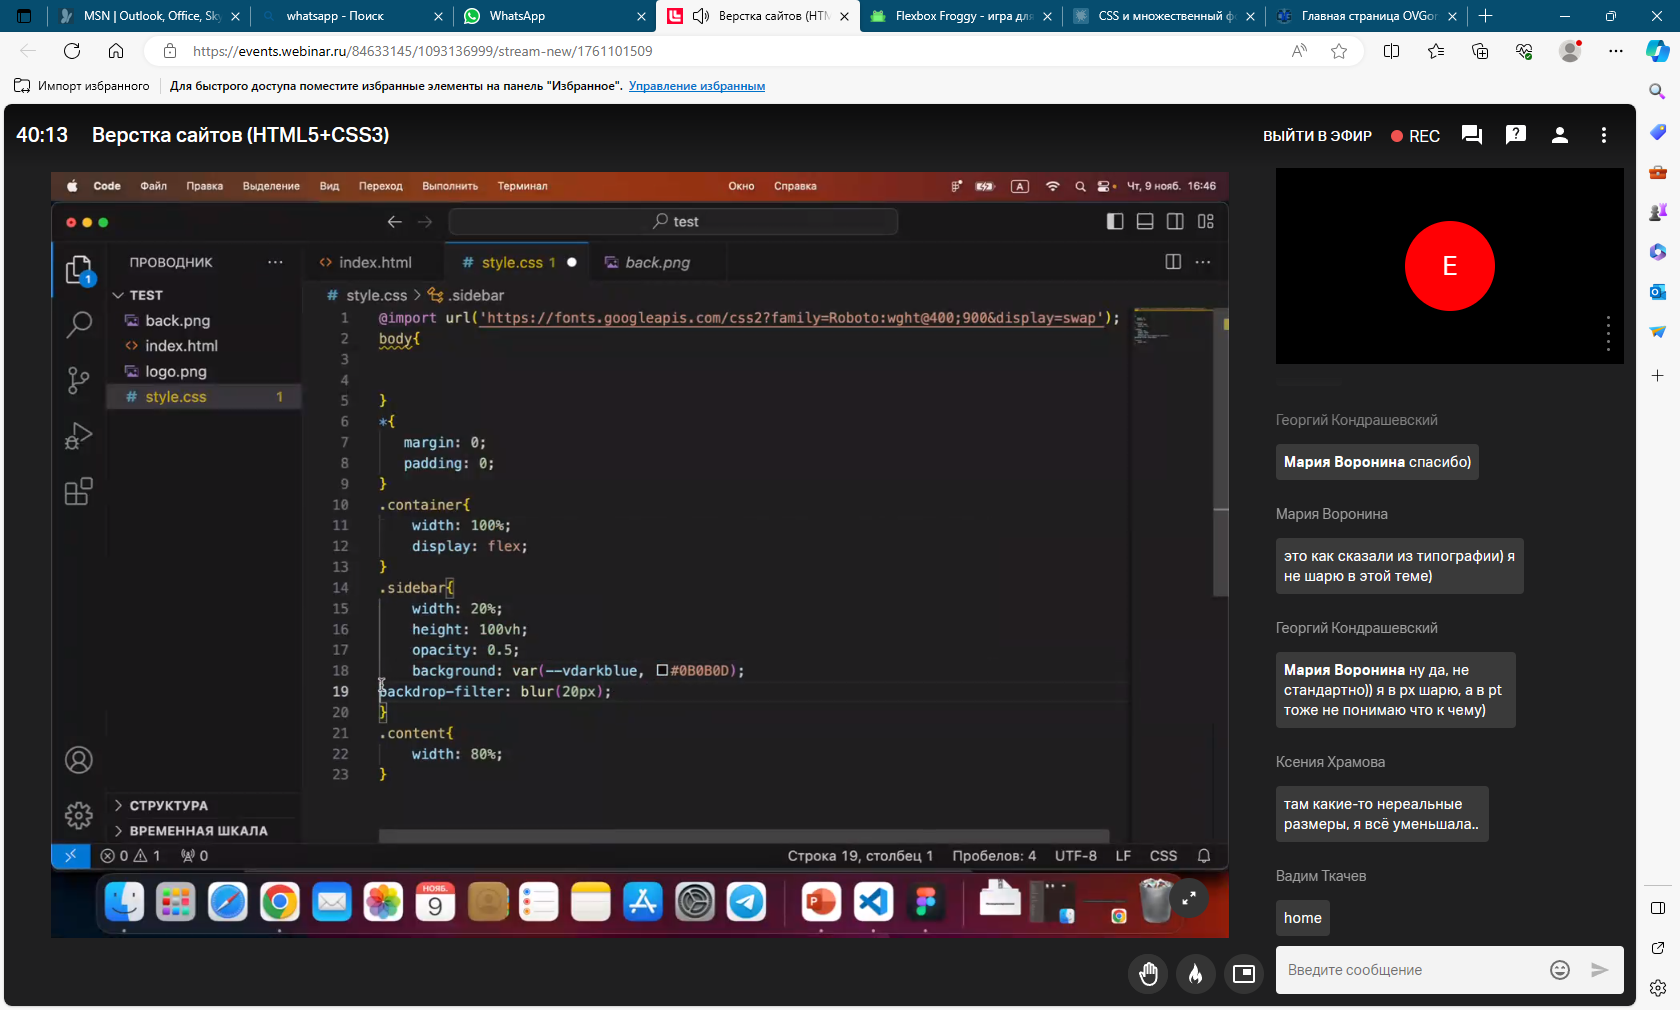 MSN | Outlook, Office, Sk
whatsapp - Поиск
WhatsApp
Верстка сайтов (HTM
Flexbox Froggy - игра дл
CSS и множественный ф
Главная страница OVGor
https://events.webinar.ru/84633145/1093136999/stream-new/1761101509
Импорт избранного
Для быстрого доступа поместите избранные элементы на панель "Избранное". Управление избранным
40:13 Верстка сайтов (HTML5+CSS3)
ВЫЙТИ В ЭФИР
REC
Code Файл Правка Выделение Вид Переход Выполнить Терминал Окно Справка
A
Чт, 9 нояб. 16:46
test
1
ПРОВОДНИК
index.html
# style.css 1
back.png
TEST
back.png
index.html
logo.png
# style.css 1
# style.css > .sidebar
1 @import url('https://fonts.googleapis.com/css2?family=Roboto:wght@400;900&display=swap');
2 body{
3
4
5 }
6 *{
7 margin: 0;
8 padding: 0;
9 }
10 .container{
11 width: 100%;
12 display: flex;
13 }
14 .sidebar{
15 width: 20%;
16 height: 100vh;
17 opacity: 0.5;
18 background: var(--vdarkblue, #0B0B0D);
19 backdrop-filter: blur(20px);
20 }
21 .content{
22 width: 80%;
23 }
СТРУКТУРА
ВРЕМЕННАЯ ШКАЛА
0 1 0
Строка 19, столбец 1 Пробелов: 4 UTF-8 LF CSS
НОЯБ.
9
E
Георгий Кондрашевский
Мария Воронина спасибо)
Мария Воронина
это как сказали из типографии) я
не шарю в этой теме)
Георгий Кондрашевский
Мария Воронина ну да, не
стандартно)) я в px шарю, а в pt
тоже не понимаю что к чему)
Ксения Храмова
там какие-то нереальные
размеры, я всё уменьшала..
Вадим Ткачев
home
Введите сообщение